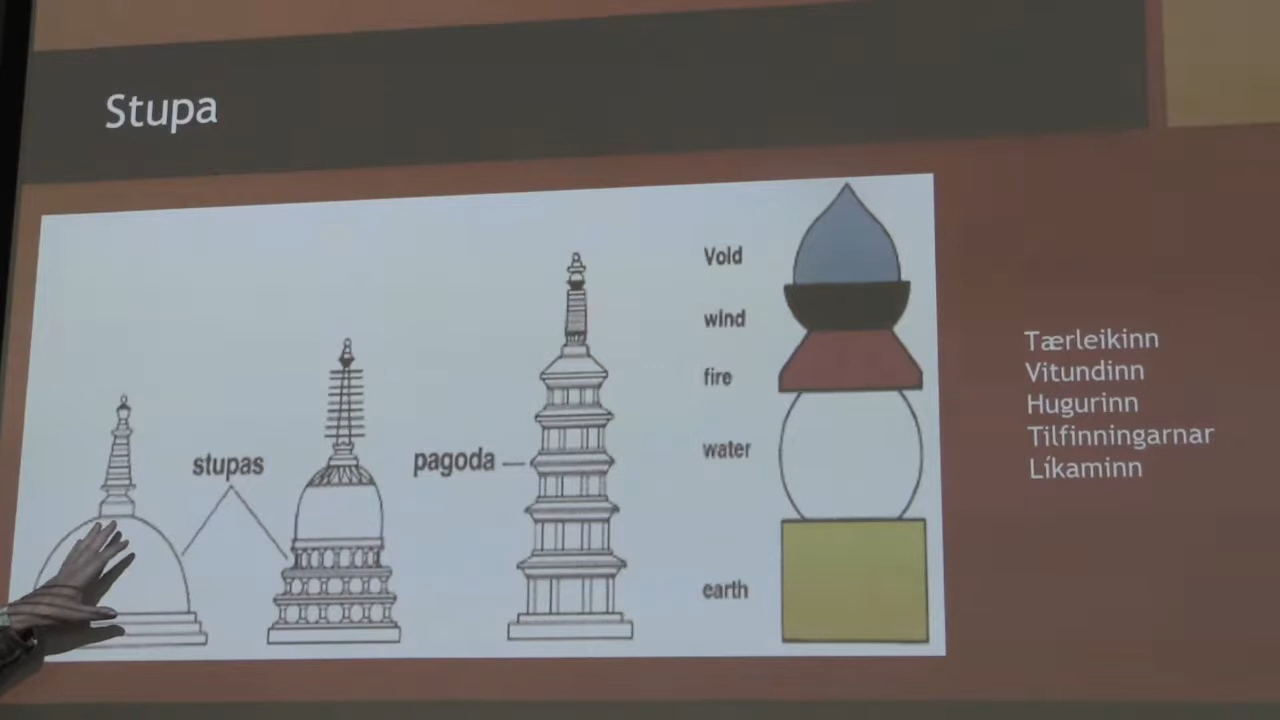 Stupa
stupas
pagoda
Void
wind
fire
water
earth
Tærleikinn
Vitundinn
Hugurinn
Tilfinningarnar
Líkaminn